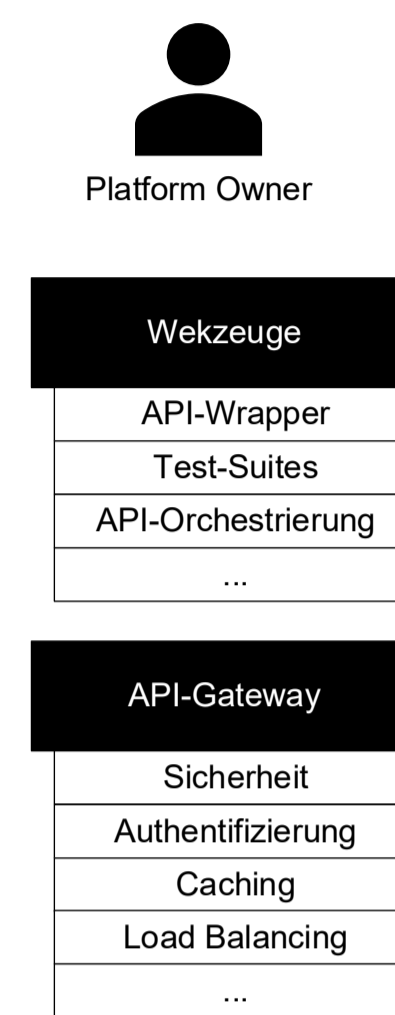 Platform Owner
Wekzeuge
API-Wrapper
Test-Suites
API-Orchestrierung
...
API-Gateway
Sicherheit
Authentifizierung
Caching
Load Balancing
...